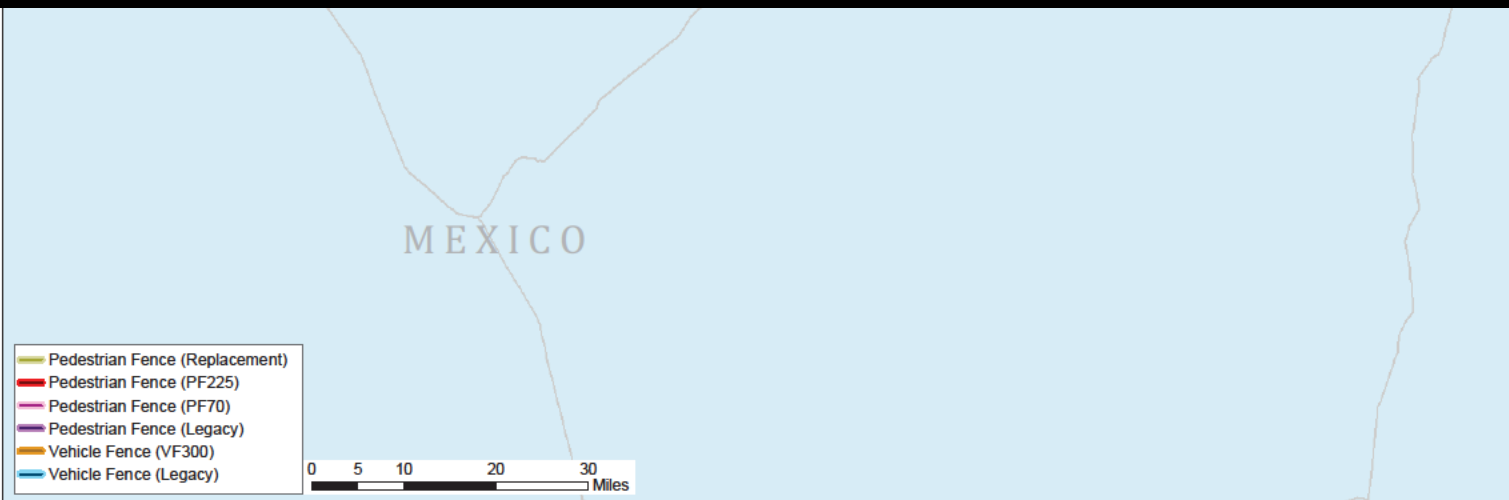 MEXICO
Pedestrian Fence (Replacement)
Pedestrian Fence (PF225)
Pedestrian Fence (PF70)
Pedestrian Fence (Legacy)
Vehicle Fence (VF300)
Vehicle Fence (Legacy)
0 5 10 20 30
Miles